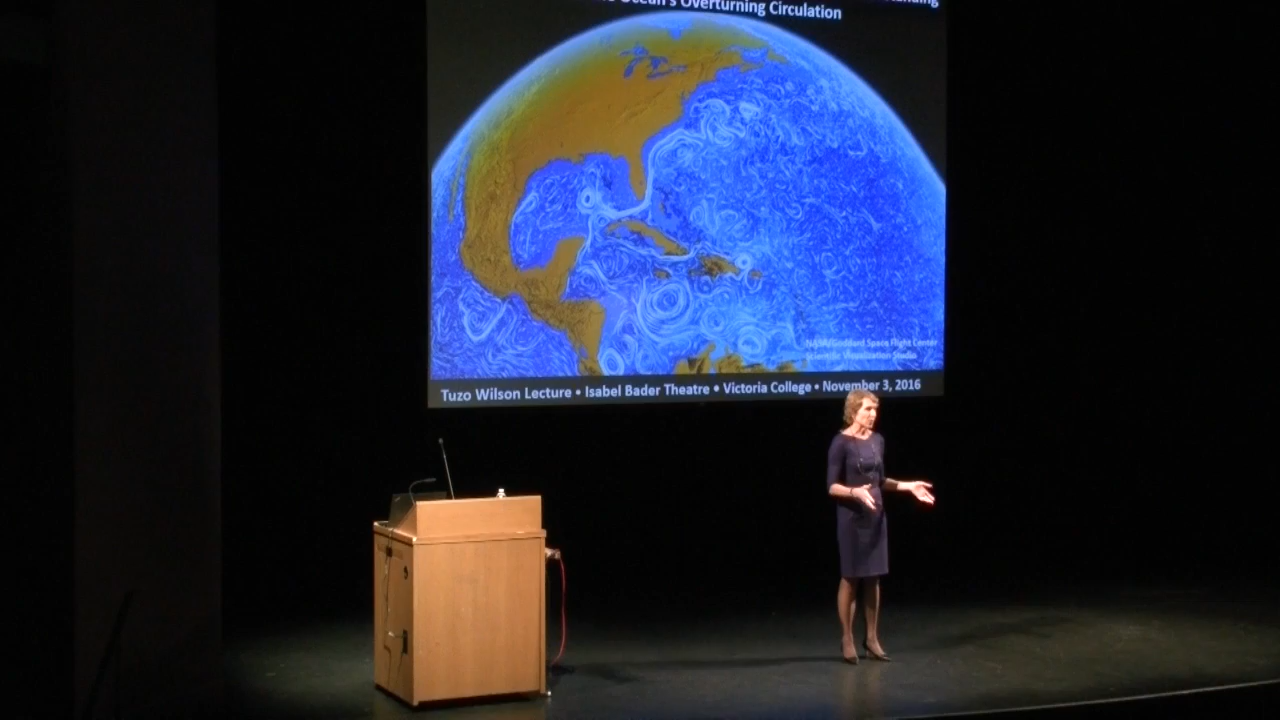 Ocean's Overturning Circulation
NASA/Goddard Space Flight Center
Scientific Visualization Studio
Tuzo Wilson Lecture • Isabel Bader Theatre • Victoria College • November 3, 2016